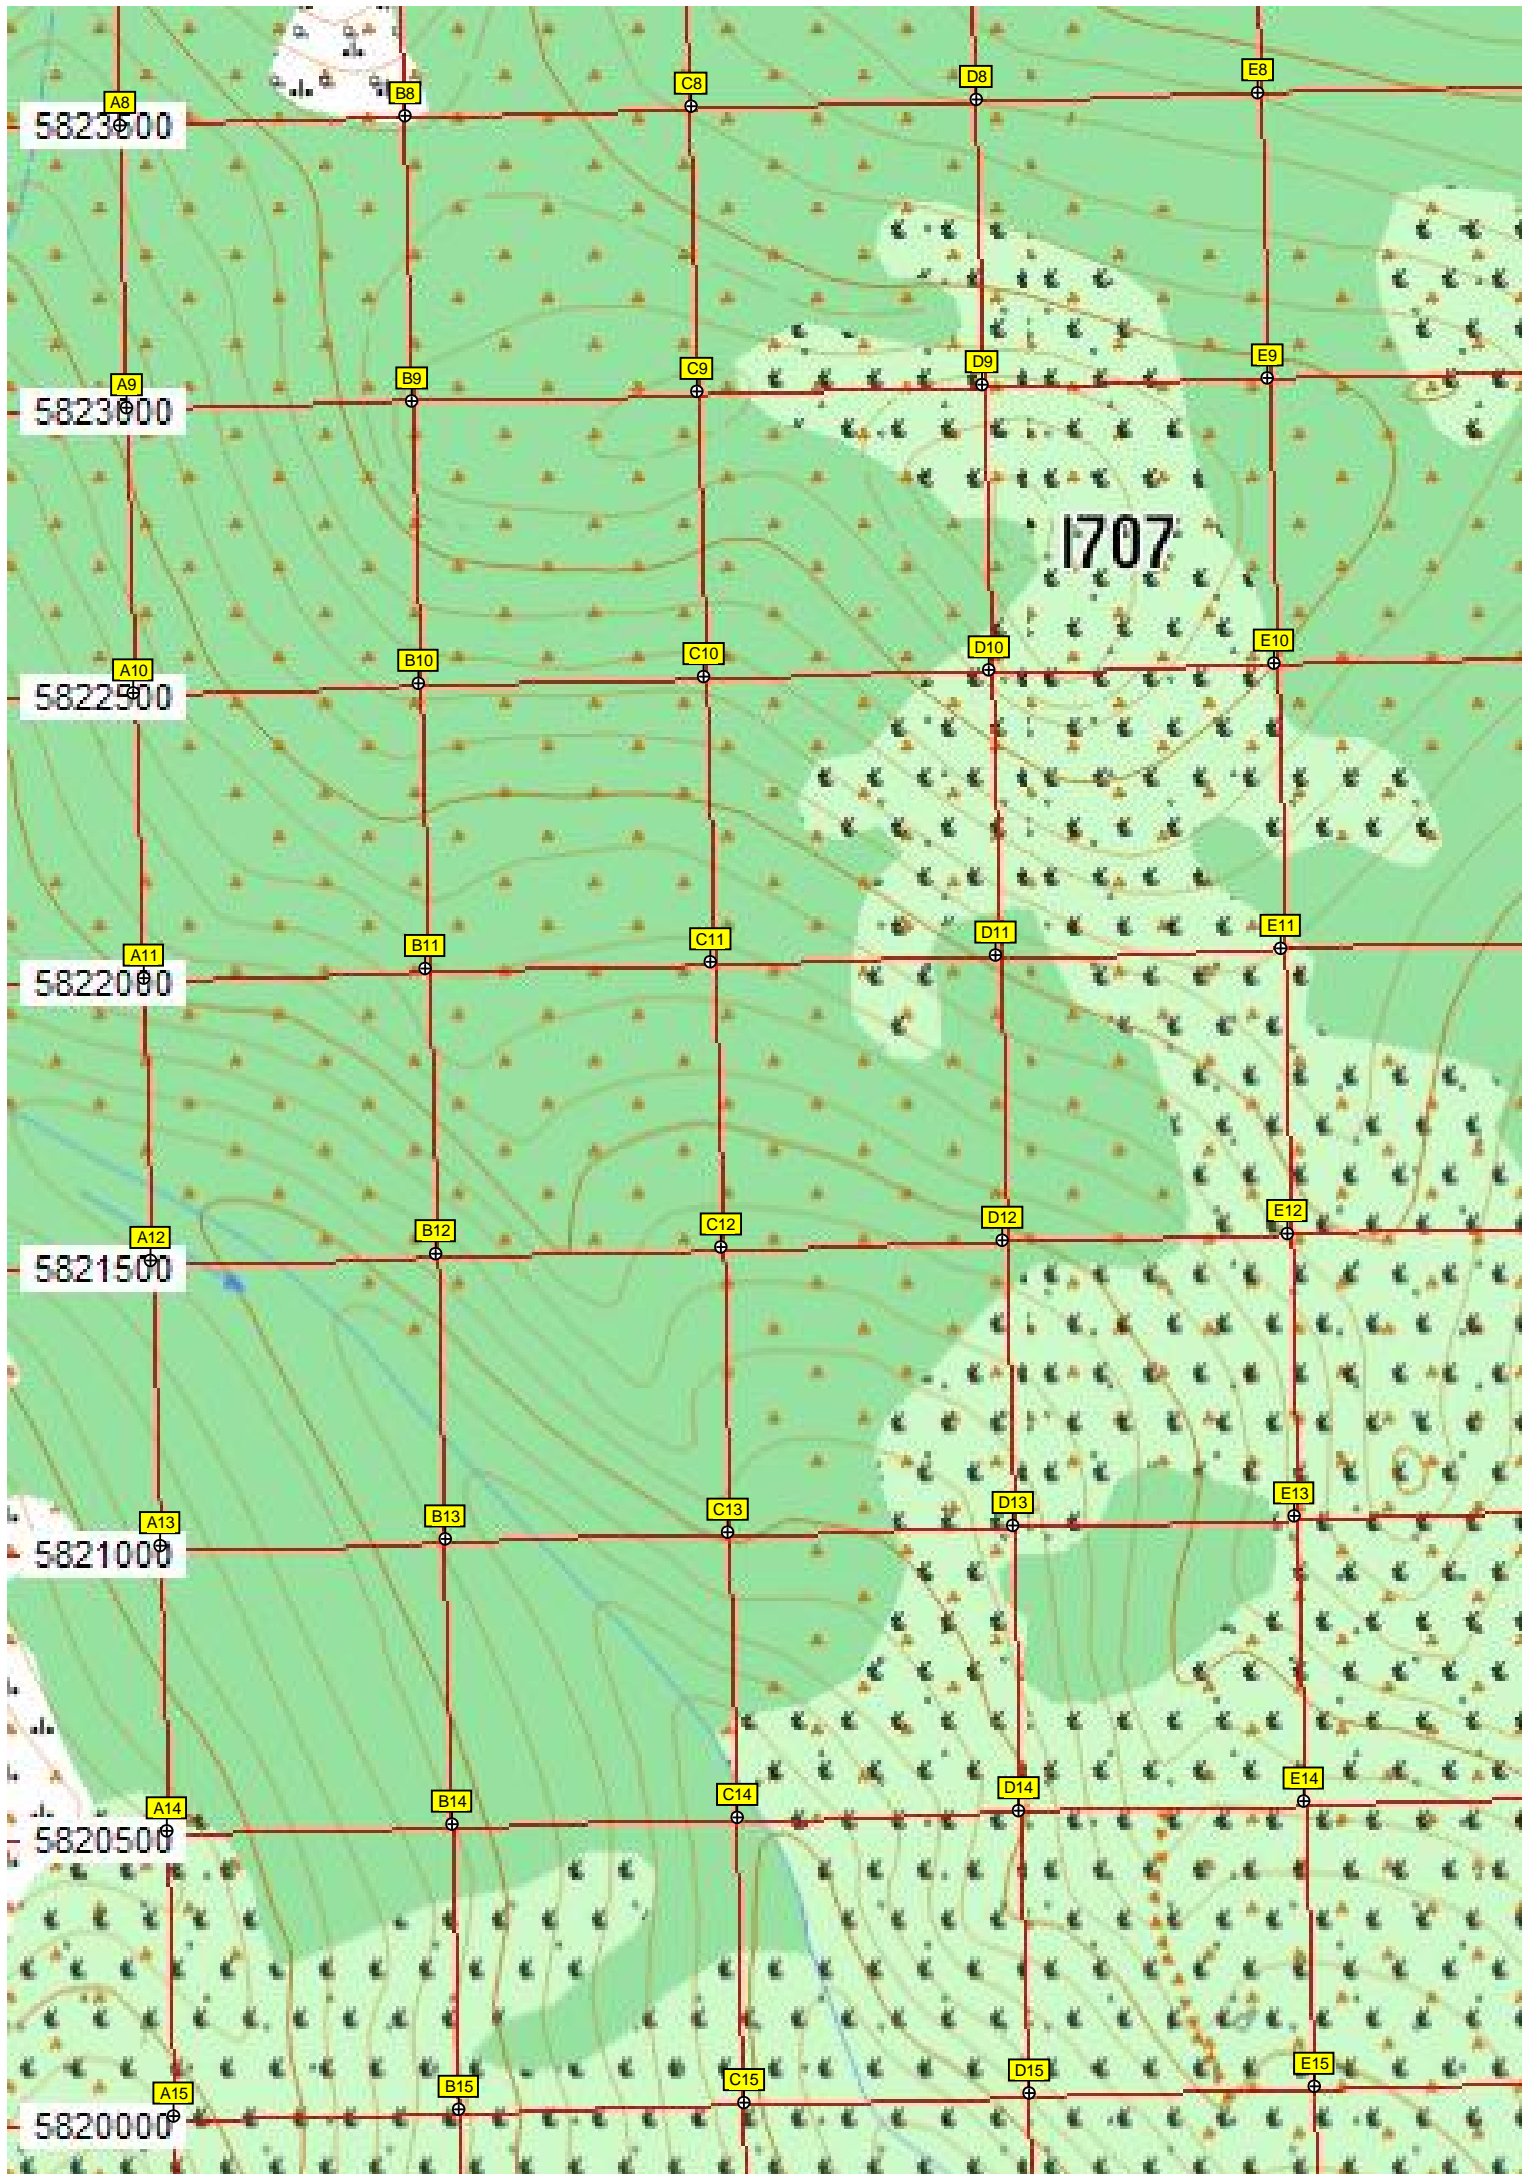 A8 B8 C8 D8 E8
5823500
A9 B9 C9 D9 E9
5823000
1707
A10 B10 C10 D10 E10
5822500
A11 B11 C11 D11 E11
5822000
A12 B12 C12 D12 E12
5821500
A13 B13 C13 D13 E13
5821000
A14 B14 C14 D14 E14
5820500
A15 B15 C15 D15 E15
5820000